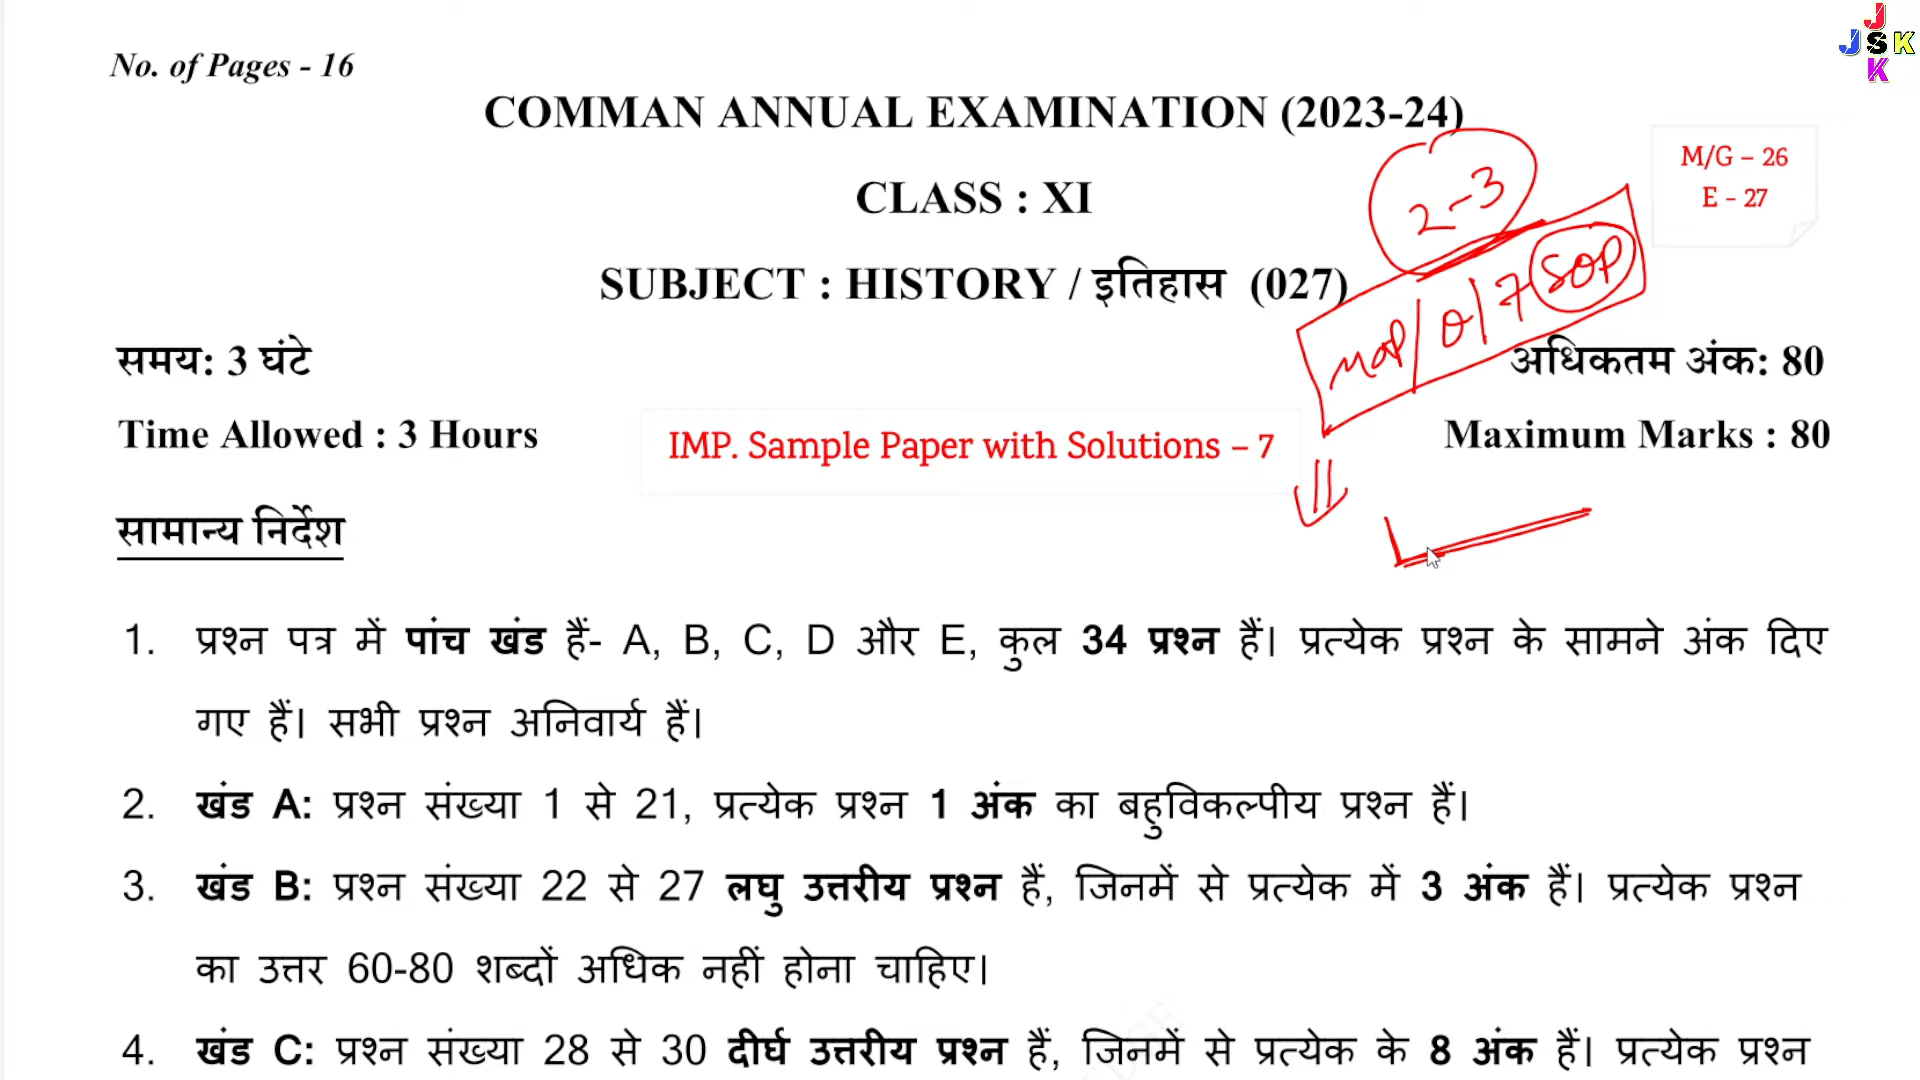 J
J S K
K
No. of Pages - 16
COMMAN ANNUAL EXAMINATION (2023-24)
M/G – 26
E – 27
CLASS : XI
2-3
SUBJECT : HISTORY / इतिहास (027)
MAP / 0 / 7 SOP
समय: 3 घंटे
अधिकतम अंक: 80
Time Allowed : 3 Hours
IMP. Sample Paper with Solutions – 7
Maximum Marks : 80
सामान्य निर्देश
1. प्रश्न पत्र में पांच खंड हैं- A, B, C, D और E, कुल 34 प्रश्न हैं। प्रत्येक प्रश्न के सामने अंक दिए
गए हैं। सभी प्रश्न अनिवार्य हैं।
2. खंड A: प्रश्न संख्या 1 से 21, प्रत्येक प्रश्न 1 अंक का बहुविकल्पीय प्रश्न हैं।
3. खंड B: प्रश्न संख्या 22 से 27 लघु उत्तरीय प्रश्न हैं, जिनमें से प्रत्येक में 3 अंक हैं। प्रत्येक प्रश्न
का उत्तर 60-80 शब्दों अधिक नहीं होना चाहिए।
4. खंड C: प्रश्न संख्या 28 से 30 दीर्घ उत्तरीय प्रश्न हैं, जिनमें से प्रत्येक के 8 अंक हैं। प्रत्येक प्रश्न